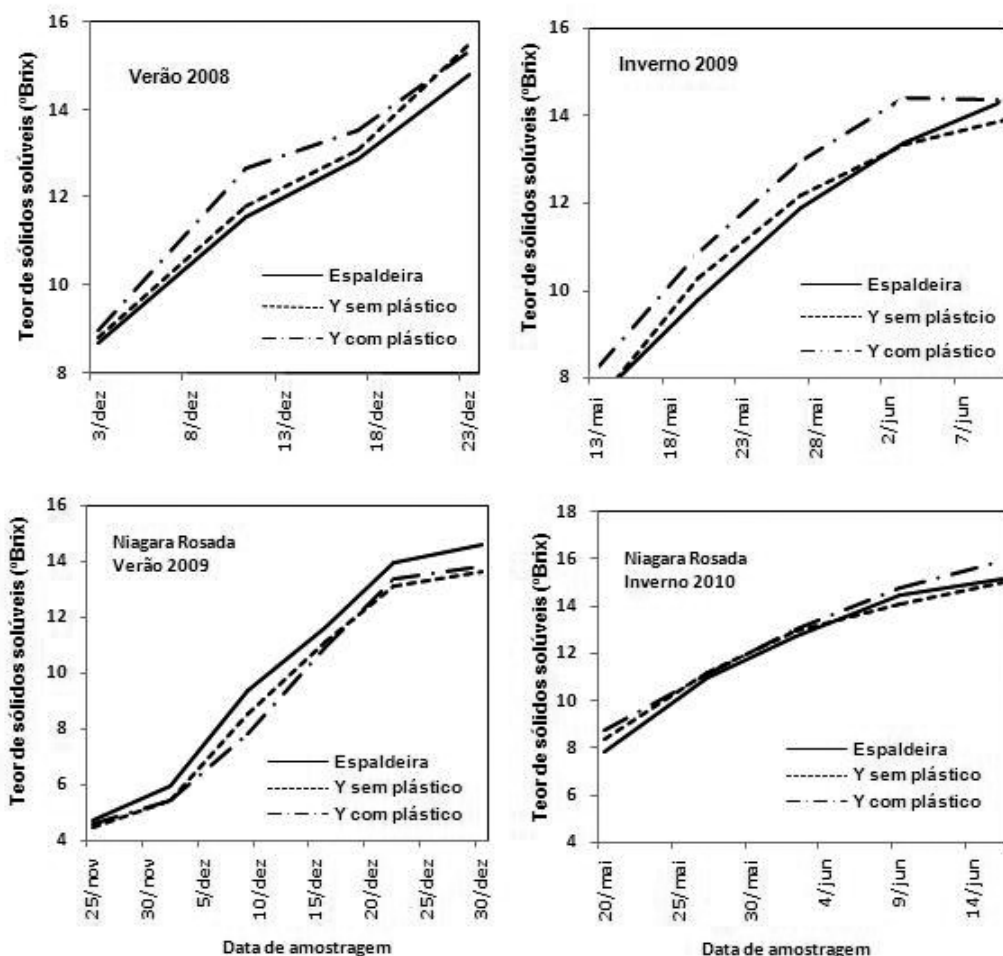 Teor de sólidos solúveis (ºBrix)
16
14
12
10
8
Verão 2008
Espaldeira
Y sem plástico
Y com plástico
3/dez
8/dez
13/dez
18/dez
23/dez
Teor de sólidos solúveis (ºBrix)
16
14
12
10
8
Inverno 2009
Espaldeira
Y sem plástcio
Y com plástico
13/mai
18/mai
23/mai
28/mai
2/jun
7/jun
Teor de sólidos solúveis (ºBrix)
16
14
12
10
8
6
4
Niagara Rosada
Verão 2009
Espaldeira
Y sem plástico
Y com plástico
25/nov
30/nov
5/dez
10/dez
15/dez
20/dez
25/dez
30/dez
Data de amostragem
Teor de sólidos solúveis (ºBrix)
18
16
14
12
10
8
6
4
Niagara Rosada
Inverno 2010
Espaldeira
Y sem plástico
Y com plástico
20/mai
25/mai
30/mai
4/jun
9/jun
14/jun
Data de amostragem